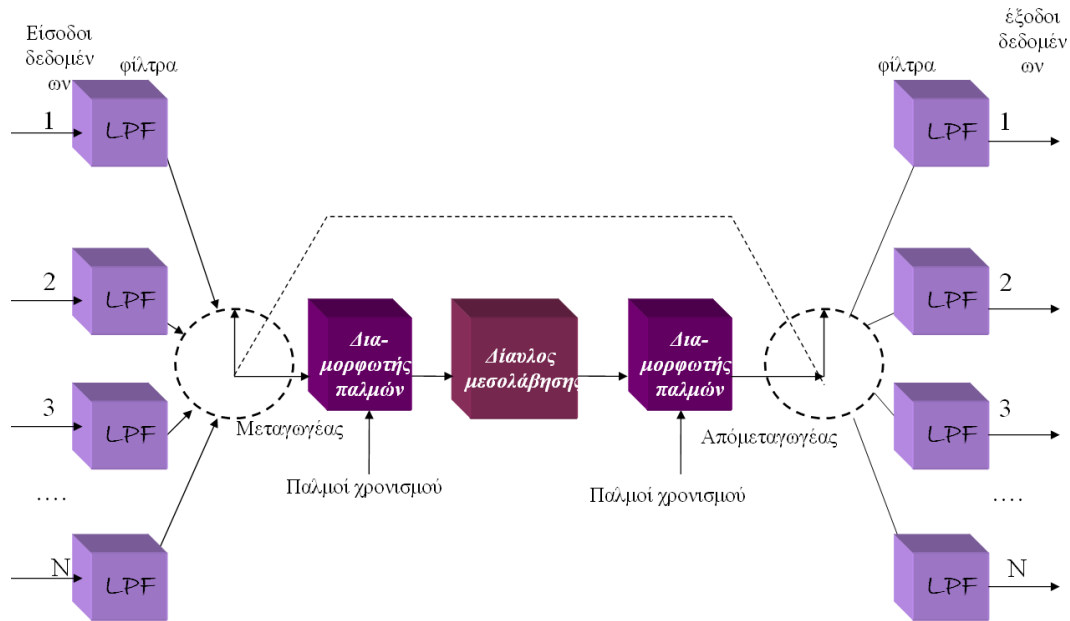 Είσοδοι
δεδομέν
ων
φίλτρα
1
LPF
2
LPF
3
LPF
....
N
LPF
Μεταγωγέας
Δια-
μορφωτής
παλμών
Παλμοί χρονισμού
Δίαυλος
μεσολάβησης
Δια-
μορφωτής
παλμών
Παλμοί χρονισμού
Απόμεταγωγέας
έξοδοι
δεδομέν
ων
φίλτρα
LPF
1
LPF
2
LPF
3
....
LPF
N